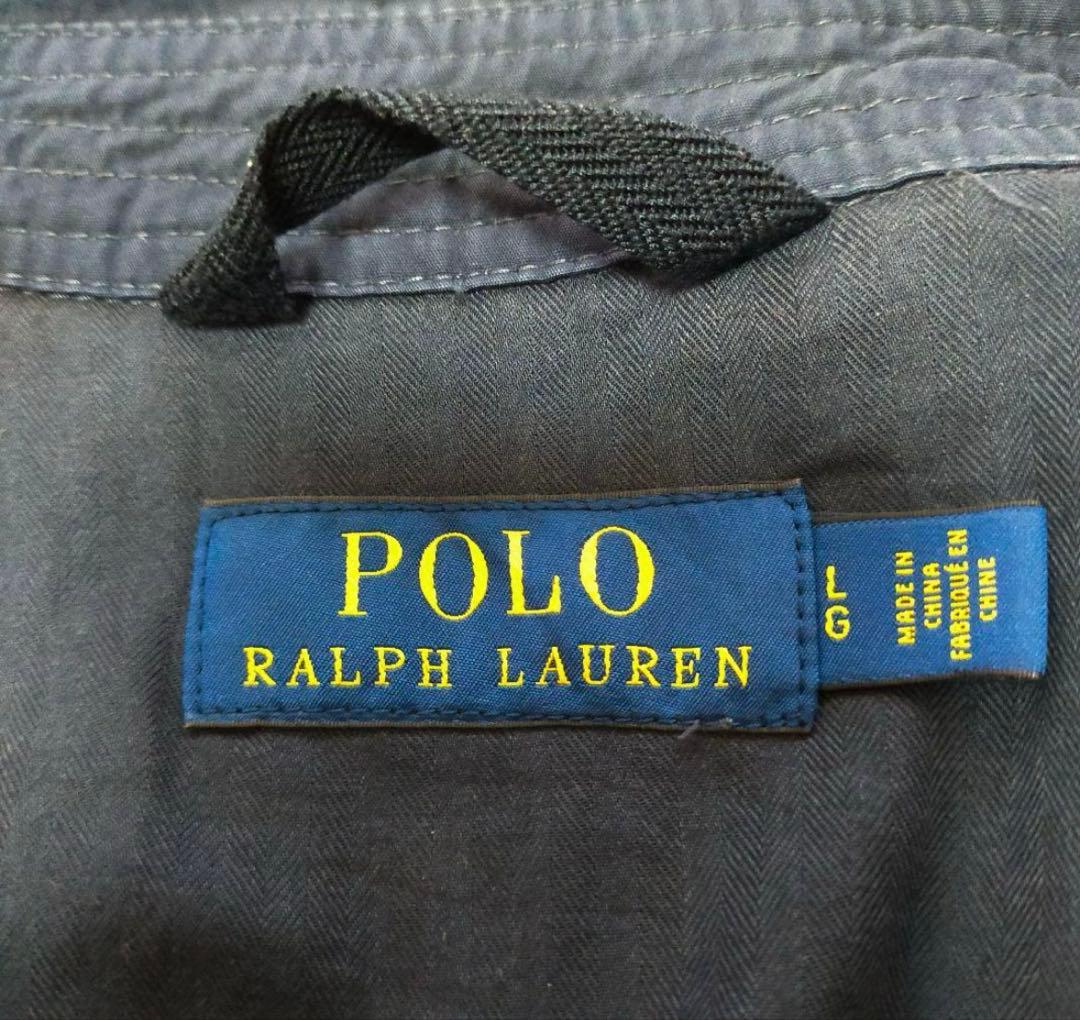 POLO
RALPH LAUREN
L
G
MADE IN
CHINA
FABRIQUÉ EN
CHINE